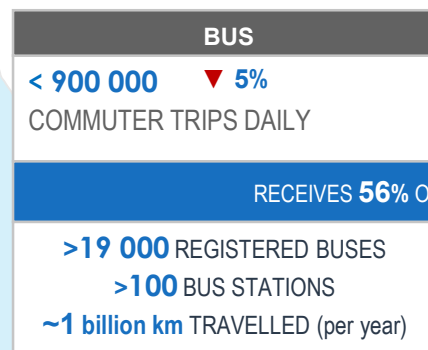 BUS
< 900 000 ▼ 5%
COMMUTER TRIPS DAILY
RECEIVES 56% O
>19 000 REGISTERED BUSES
>100 BUS STATIONS
~1 billion km TRAVELLED (per year)